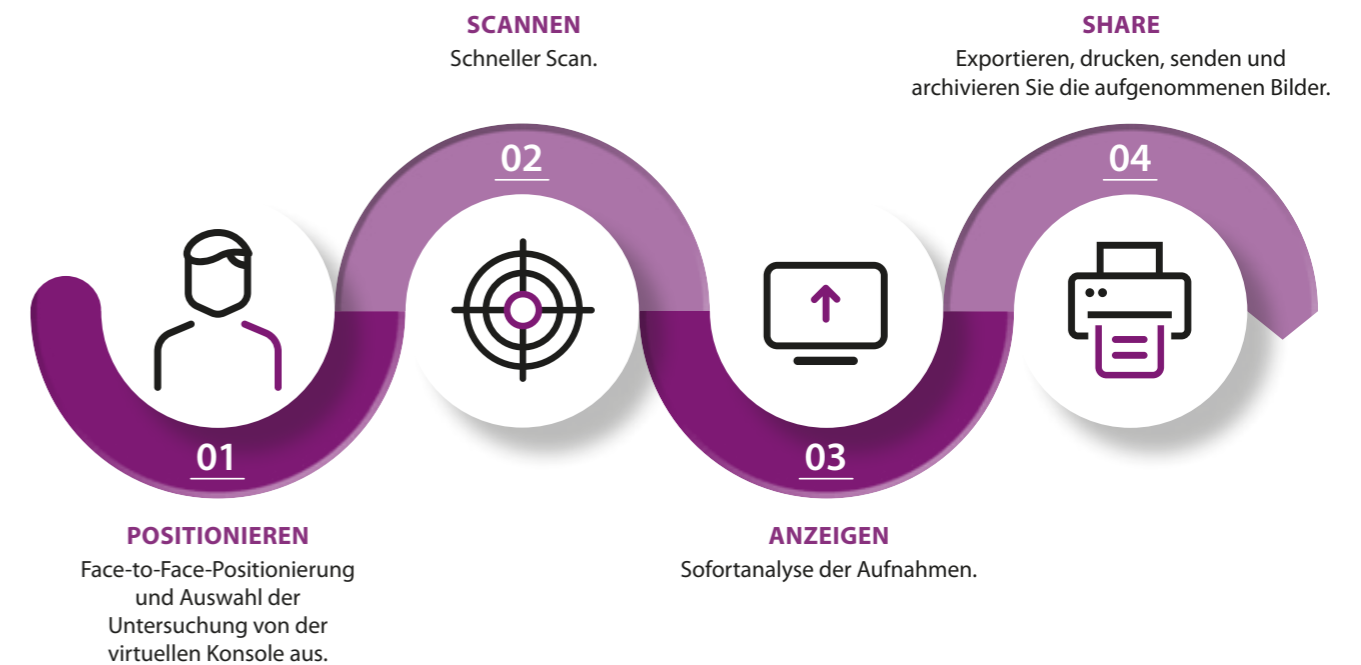 01
POSITIONIEREN
Face-to-Face-Positionierung
und Auswahl der
Untersuchung von der
virtuellen Konsole aus.
SCANNEN
Schneller Scan.
02
03
ANZEIGEN
Sofortanalyse der Aufnahmen.
SHARE
Exportieren, drucken, senden und
archivieren Sie die aufgenommenen Bilder.
04